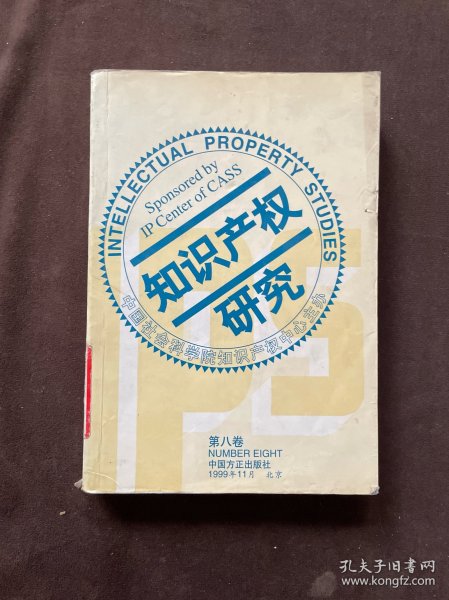 INTELLECTUAL PROPERTY STUDIES
Sponsored by
IP Center of CASS
知识产权
研究
中国社会科学院知识产权中心主办
第八卷
NUMBER EIGHT
中国方正出版社
1999年11月 北京
孔夫子旧书网
www.kongfz.com